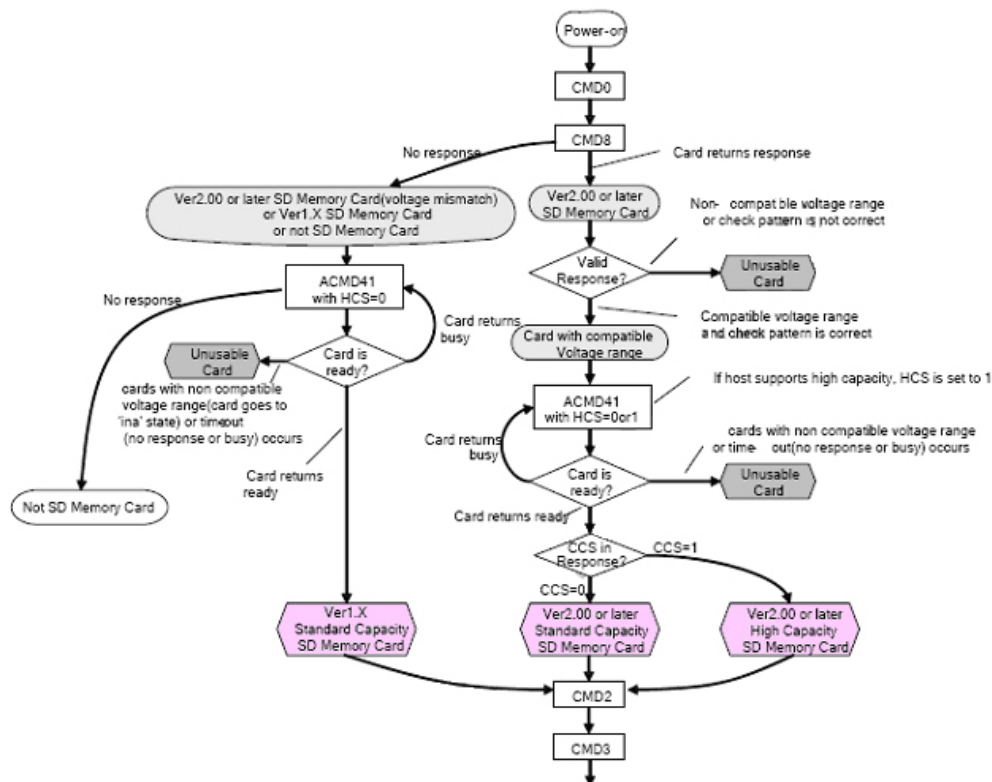 Power-on
CMD0
CMD8
No response
Card returns response
Ver2.00 or later SD Memory Card(voltage mismatch)
or Ver1.X SD Memory Card
or not SD Memory Card
Ver2.00 or later
SD Memory Card
Non- compatible voltage range
or check pattern is not correct
Valid
Response?
Unusable
Card
ACMD41
with HCS=0
No response
Card returns
busy
Compatible voltage range
and check pattern is correct
Card with compatible
Voltage range
Unusable
Card
Card is
ready?
cards with non compatible
voltage range(card goes to
'ina' state) or timeout
(no response or busy) occurs
If host supports high capacity, HCS is set to 1
ACMD41
with HCS=0or1
Card returns
busy
cards with non compatible voltage range
or time- out(no response or busy) occurs
Card is
ready?
Unusable
Card
Card returns
ready
Not SD Memory Card
Card returns ready
CCS in
Response?
CCS=1
CCS=0
Ver1.X
Standard Capacity
SD Memory Card
Ver2.00 or later
Standard Capacity
SD Memory Card
Ver2.00 or later
High Capacity
SD Memory Card
CMD2
CMD3